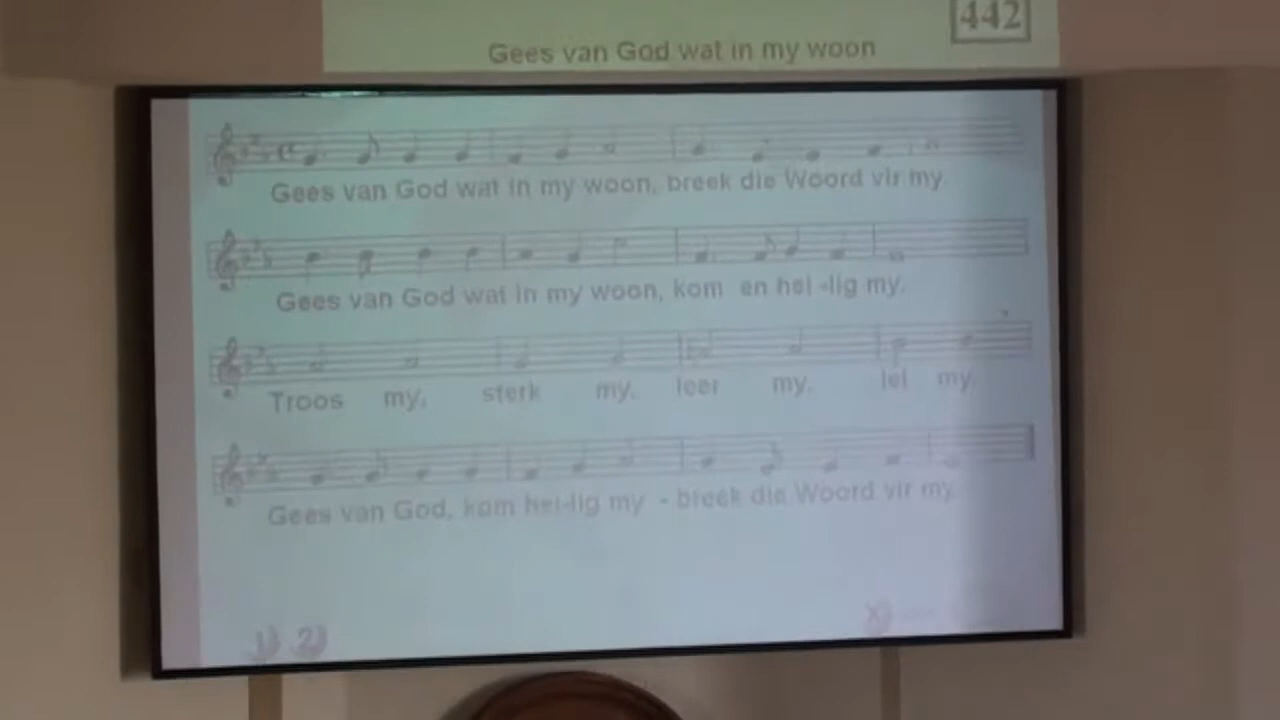 442
Gees van God wat in my woon
Gees van God wat in my woon, breek die Woord vir my
Gees van God wat in my woon, kom en hei -lig my.
Troos my, sterk my, leer my, lei my,
Gees van God, kom hei-lig my - breek die Woord vir my
1) 2)